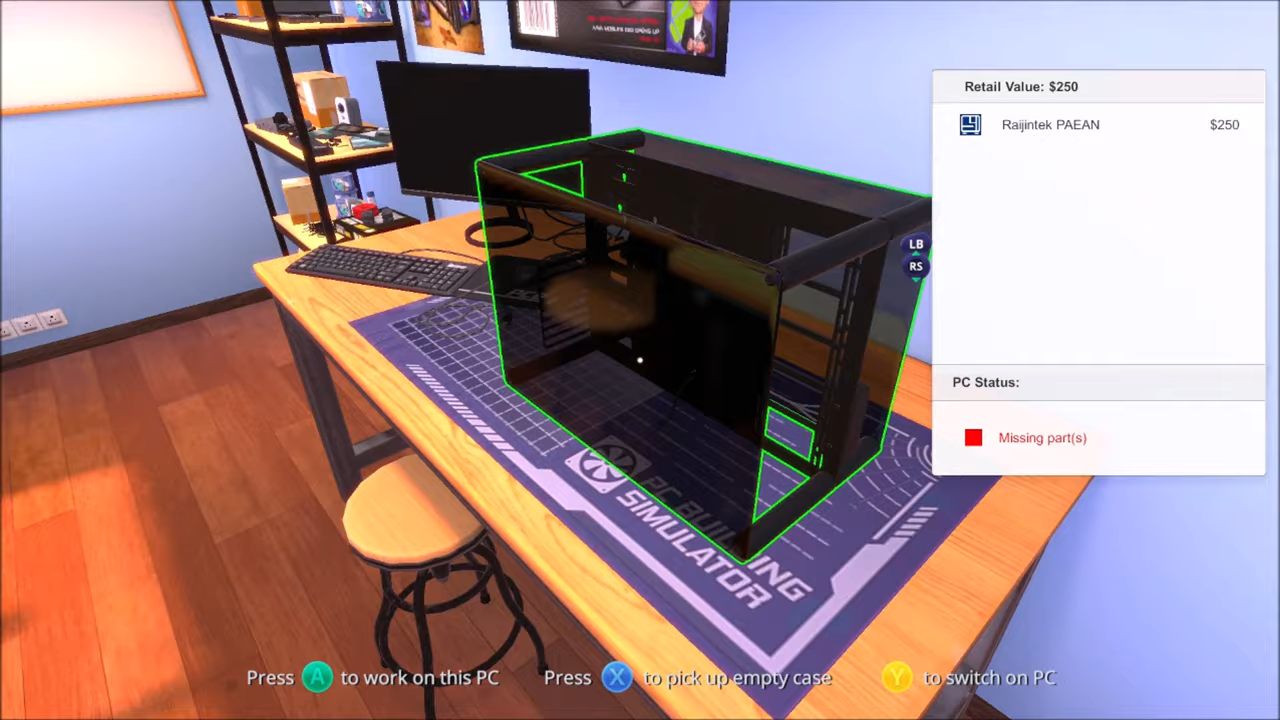 Retail Value: $250
Raijintek PAEAN $250
LB
RS
PC Status:
Missing part(s)
PC BUILDING
SIMULATOR
Press A to work on this PC Press X to pick up empty case Y to switch on PC